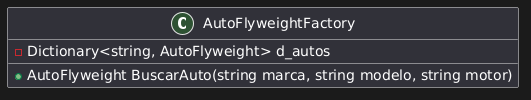 C AutoFlyweightFactory
Dictionary<string, AutoFlyweight> d_autos
AutoFlyweight BuscarAuto(string marca, string modelo, string motor)